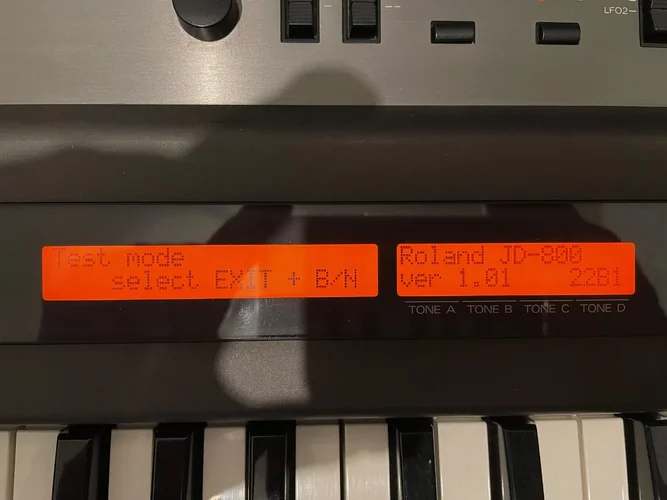 LFO2
Test mode
select EXIT + B/N
Roland JD-800
ver 1.01 22B1
TONE A TONE B TONE C TONE D